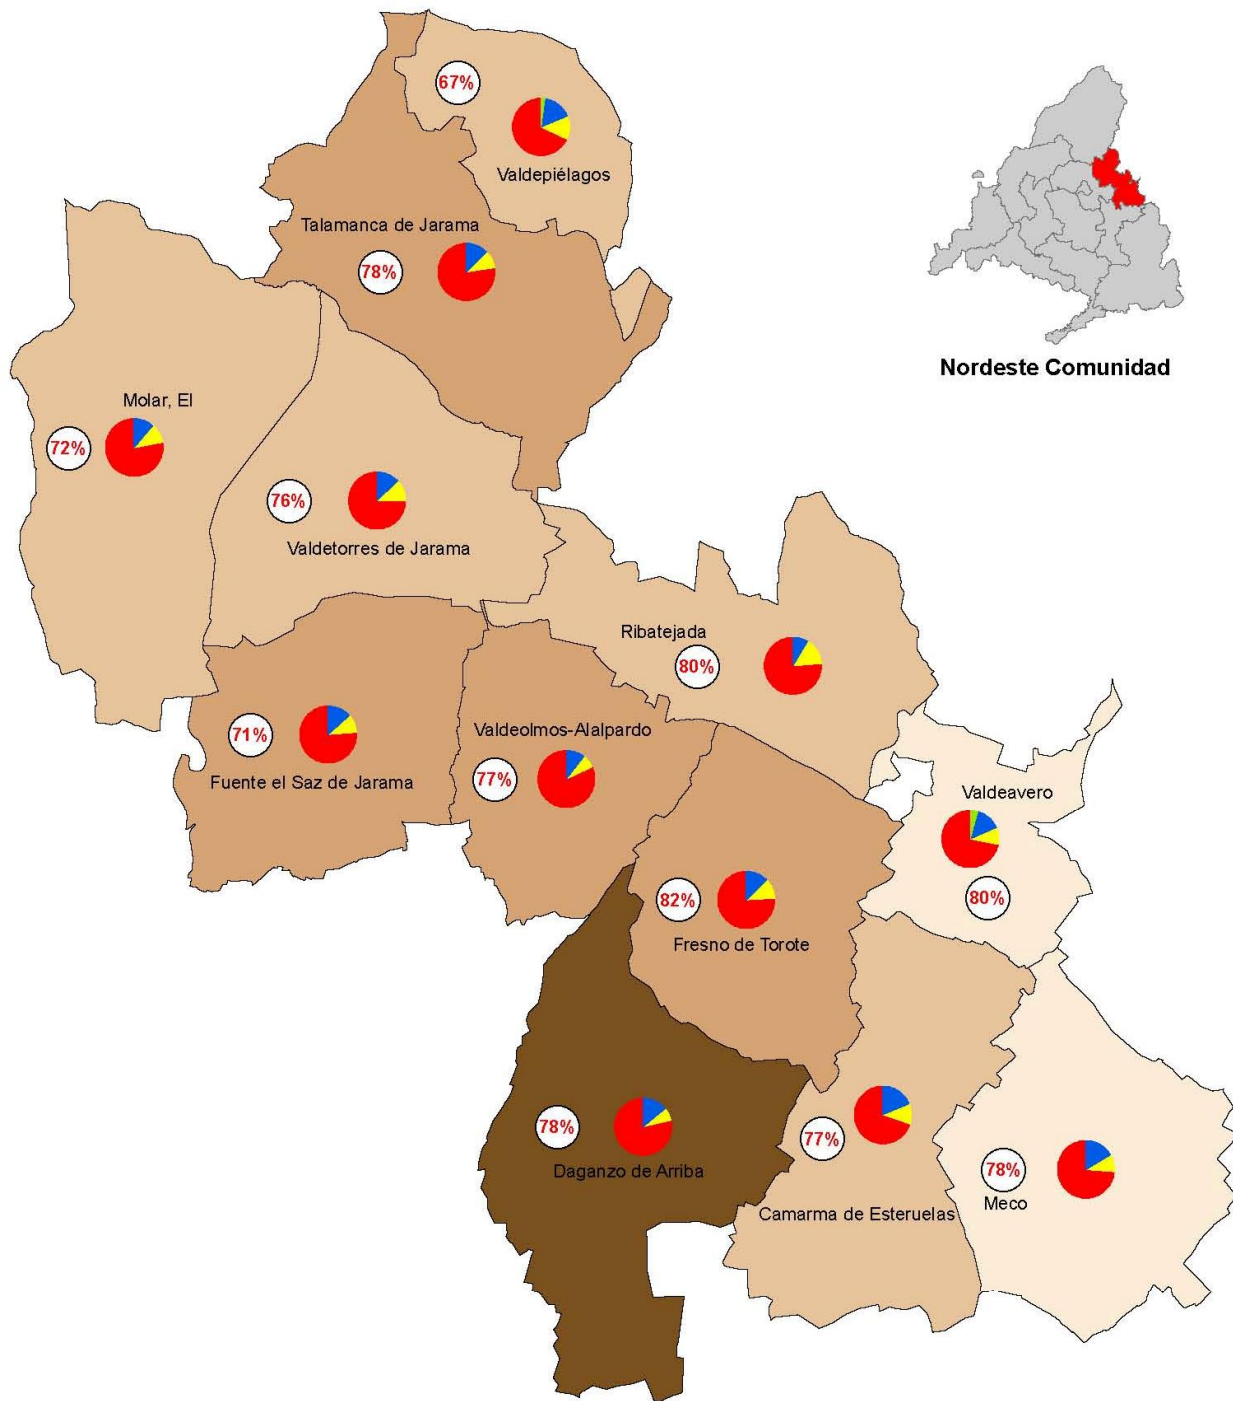 67%
Valdepiélagos
Talamanca de Jarama
78%
Nordeste Comunidad
Molar, El
72%
76%
Valdetorres de Jarama
Ribatejada
80%
71%
Fuente el Saz de Jarama
Valdeolmos-Alalpardo
77%
Valdeavero
80%
82%
Fresno de Torote
78%
Daganzo de Arriba
77%
Camarma de Esteruelas
78%
Meco